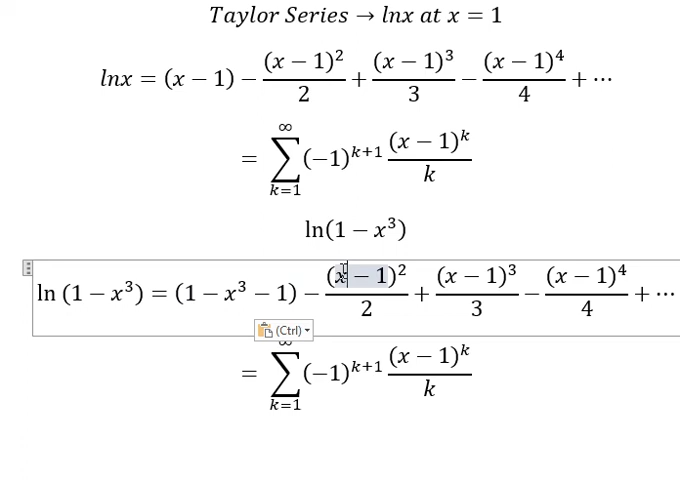 Taylor Series → lnx at x = 1
lnx = (x − 1) − (x − 1)²/2 + (x − 1)³/3 − (x − 1)⁴/4 + ⋯
= ∑_{k=1}^{∞} (−1)^{k+1} (x − 1)^k/k
ln(1 − x³)
ln (1 − x³) = (1 − x³ − 1) − (x − 1)²/2 + (x − 1)³/3 − (x − 1)⁴/4 + ⋯
(Ctrl)
= ∑_{k=1}^{∞} (−1)^{k+1} (x − 1)^k/k